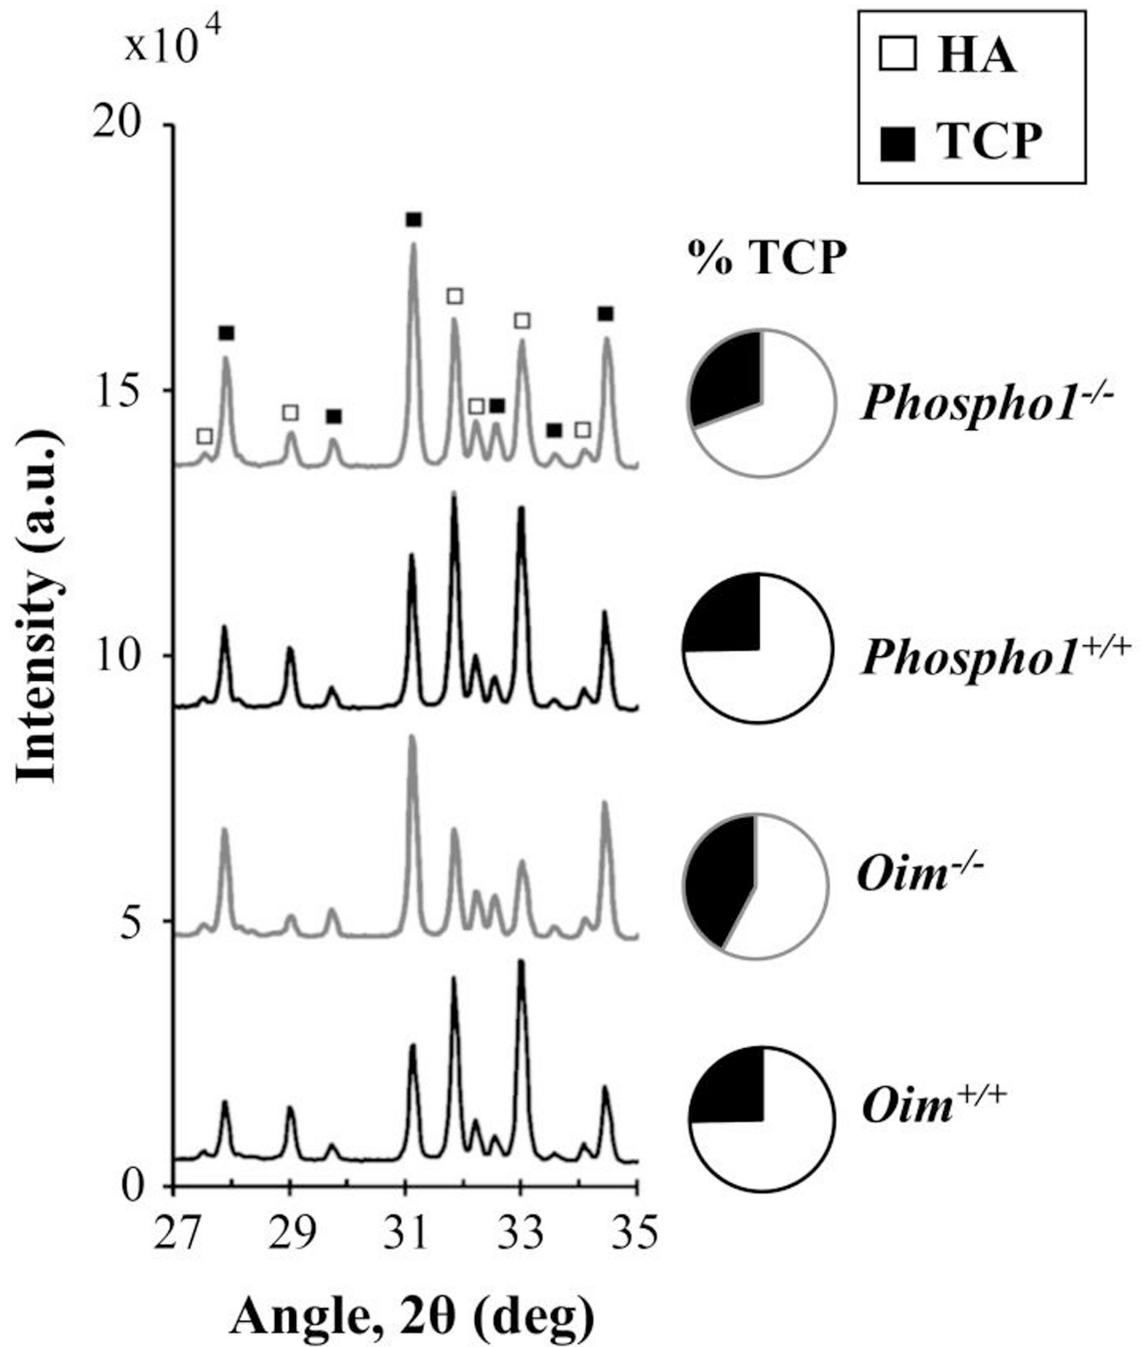 x10^4
HA
TCP
20
15
10
5
0
% TCP
Phospho1^-/-
Phospho1^+/+
Oim^-/-
Oim^+/+
27 29 31 33 35
Angle, 2θ (deg)
Intensity (a.u.)